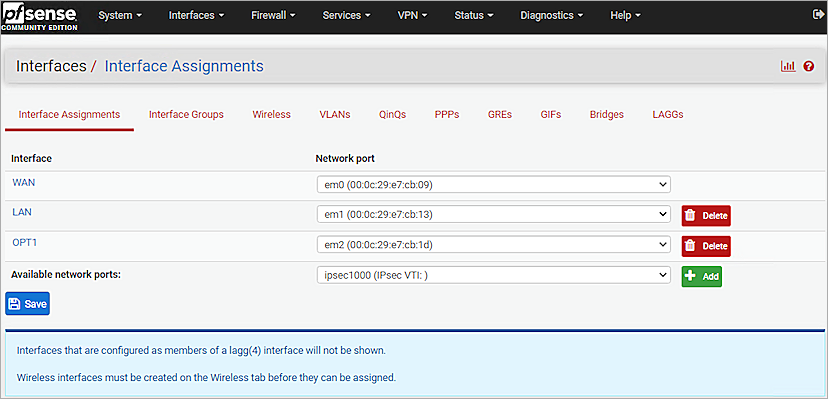 pfsense
COMMUNITY EDITION
System Interfaces Firewall Services VPN Status Diagnostics Help
Interfaces / Interface Assignments
Interface Assignments Interface Groups Wireless VLANs QinQs PPPs GREs GIFs Bridges LAGGs
Interface Network port
WAN em0 (00:0c:29:e7:cb:09)
LAN em1 (00:0c:29:e7:cb:13) Delete
OPT1 em2 (00:0c:29:e7:cb:1d) Delete
Available network ports: ipsec1000 (IPsec VTI: ) Add
Save
Interfaces that are configured as members of a lagg(4) interface will not be shown.
Wireless interfaces must be created on the Wireless tab before they can be assigned.